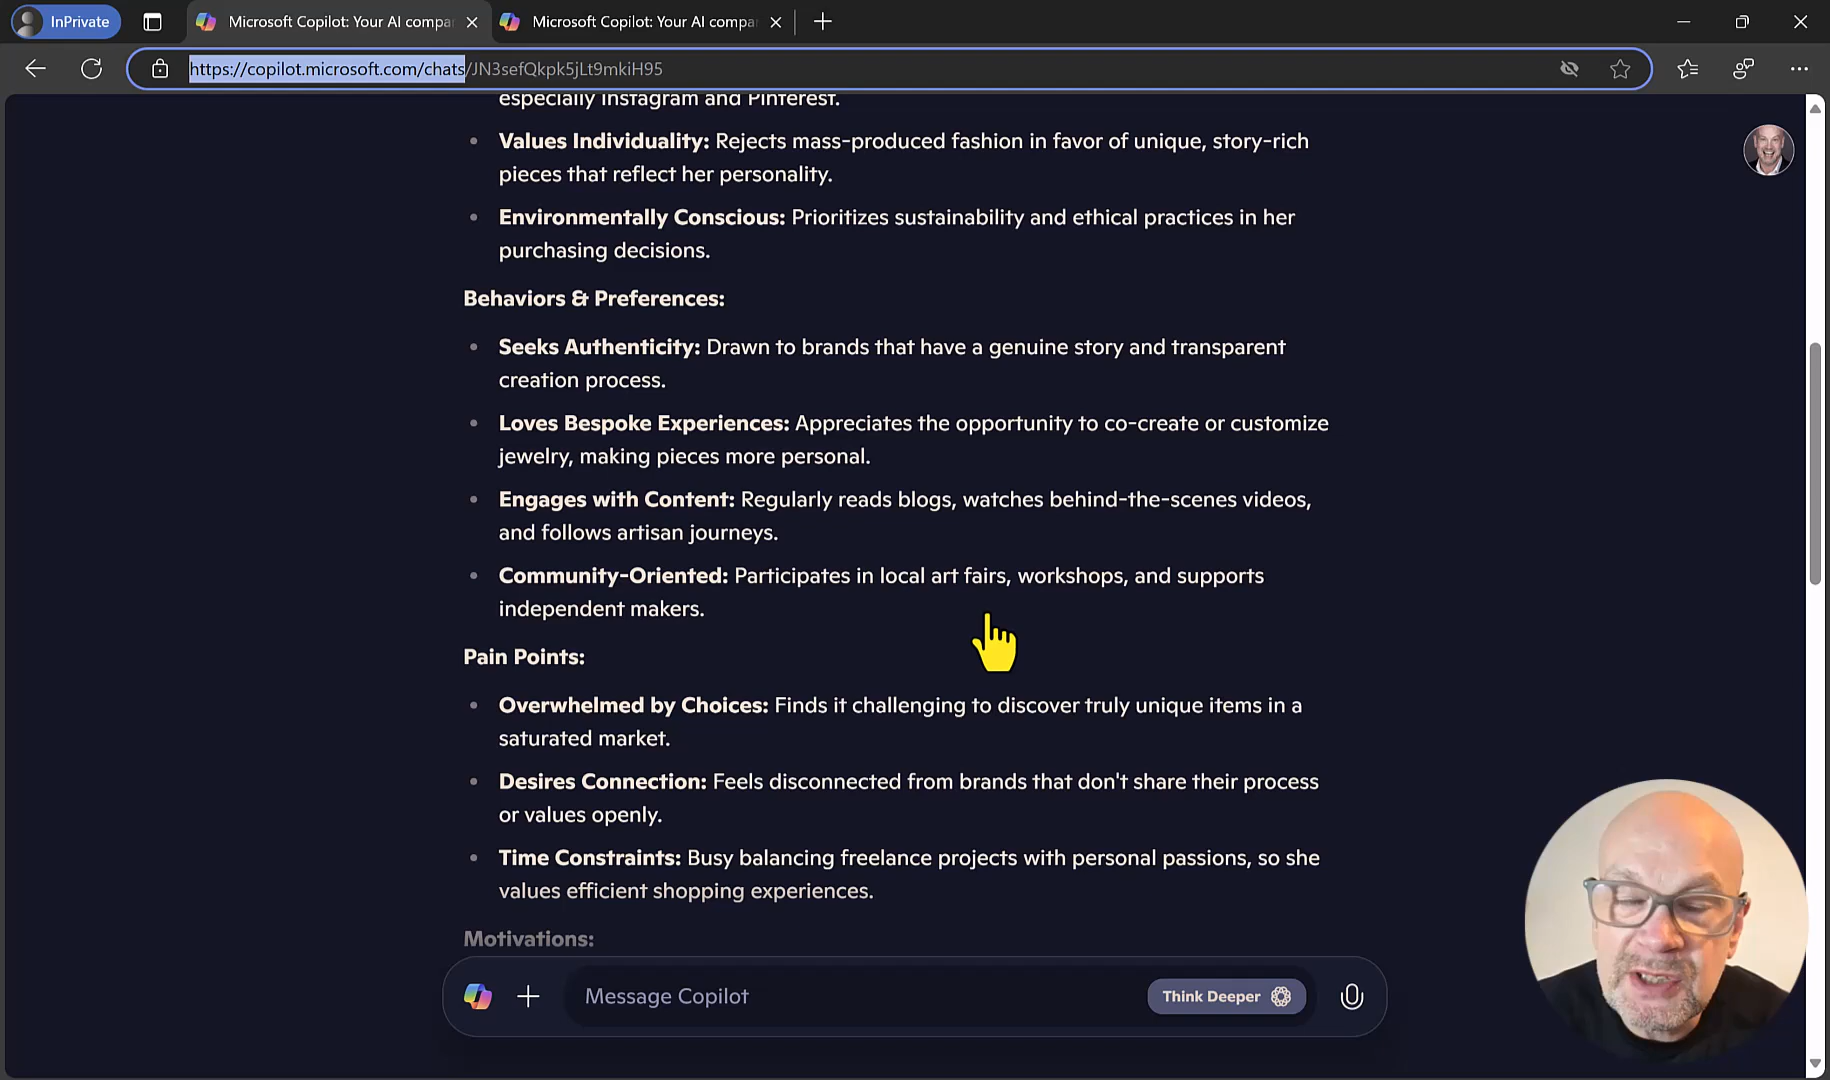 InPrivate
Microsoft Copilot: Your AI compa
Microsoft Copilot: Your AI compa
https://copilot.microsoft.com/chats/JN3sefQkpk5jLt9mkiH95
especially Instagram and Pinterest.
Values Individuality: Rejects mass-produced fashion in favor of unique, story-rich
pieces that reflect her personality.
Environmentally Conscious: Prioritizes sustainability and ethical practices in her
purchasing decisions.
Behaviors & Preferences:
Seeks Authenticity: Drawn to brands that have a genuine story and transparent
creation process.
Loves Bespoke Experiences: Appreciates the opportunity to co-create or customize
jewelry, making pieces more personal.
Engages with Content: Regularly reads blogs, watches behind-the-scenes videos,
and follows artisan journeys.
Community-Oriented: Participates in local art fairs, workshops, and supports
independent makers.
Pain Points:
Overwhelmed by Choices: Finds it challenging to discover truly unique items in a
saturated market.
Desires Connection: Feels disconnected from brands that don't share their process
or values openly.
Time Constraints: Busy balancing freelance projects with personal passions, so she
values efficient shopping experiences.
Motivations:
Message Copilot
Think Deeper